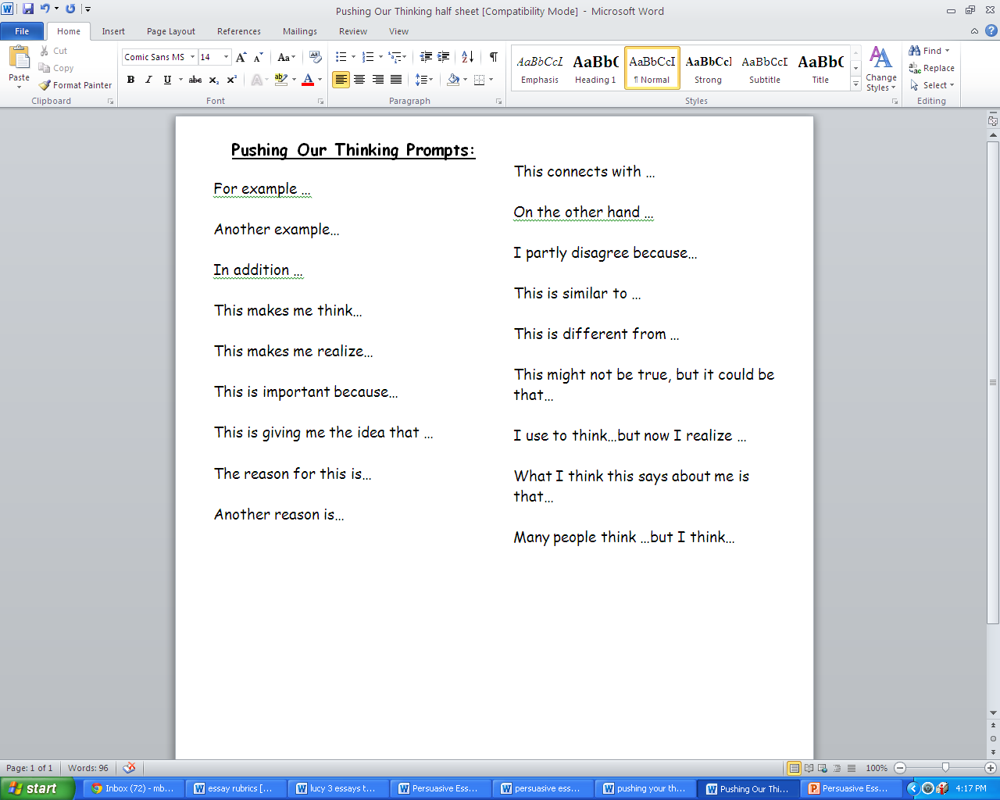 Pushing Our Thinking half sheet [Compatibility Mode] - Microsoft Word
File Home Insert Page Layout References Mailings Review View
Paste
Cut
Copy
Format Painter
Clipboard
Comic Sans MS 14
Font
Paragraph
AaBbCcI AaBbC AaBbCcI AaBbCcI AaBbCcI AaBbC
Emphasis Heading 1 ¶ Normal Strong Subtitle Title
Change Styles
Styles
Find
Replace
Select
Editing
Pushing Our Thinking Prompts:
For example …
Another example…
In addition …
This makes me think…
This makes me realize…
This is important because…
This is giving me the idea that …
The reason for this is…
Another reason is…
This connects with …
On the other hand …
I partly disagree because…
This is similar to …
This is different from …
This might not be true, but it could be
that…
I use to think…but now I realize …
What I think this says about me is
that…
Many people think …but I think…
Page: 1 of 1 Words: 96 100%
start Inbox (72) - mb... essay rubrics [... lucy 3 essays t... Persuasive Ess... persuasive ess... pushing your th... Pushing Our Thi... Persuasive Ess... 4:17 PM